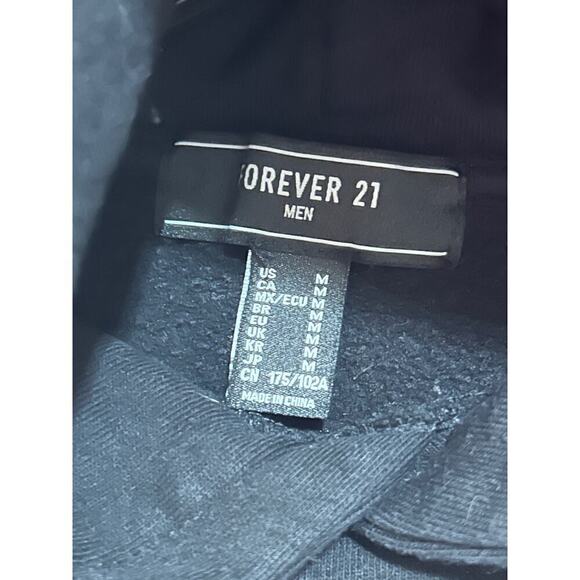 FOREVER 21
MEN
US M
CA M
MX/ECU M
BR M
EU M
UK M
KR M
JP M
CN 175/102A
MADE IN CHINA